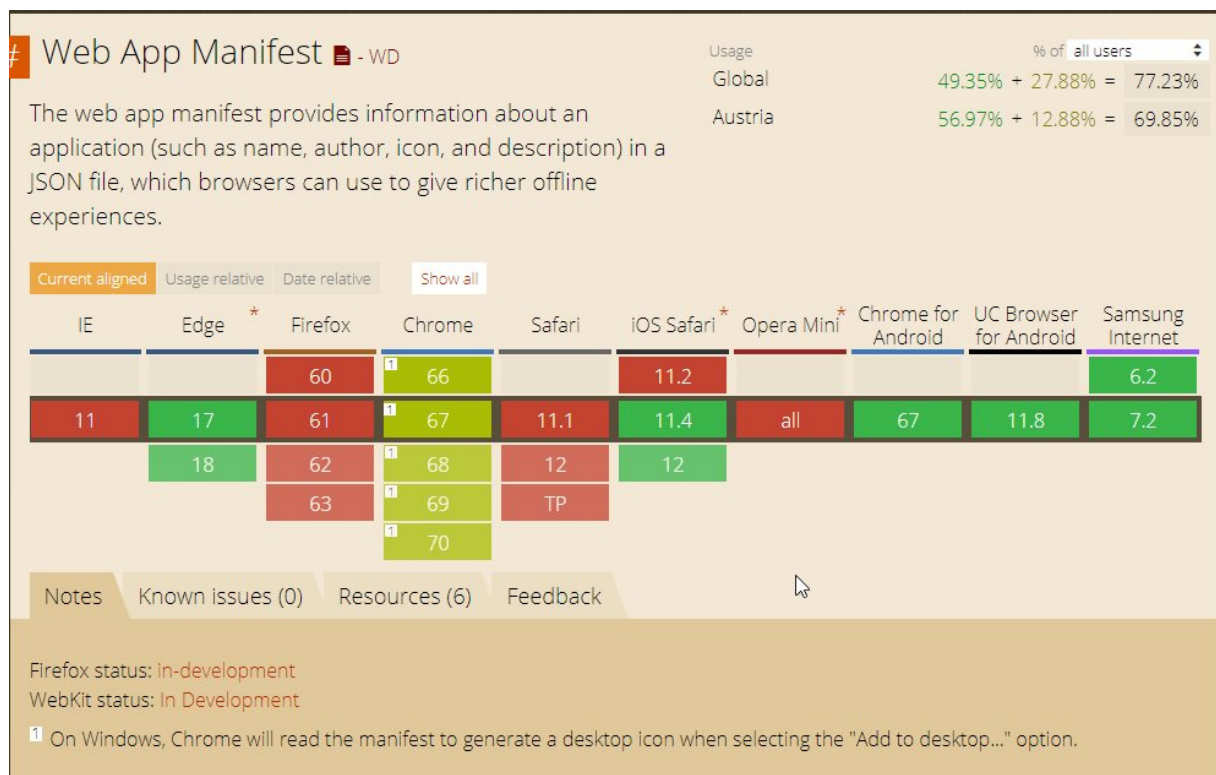 # Web App Manifest - WD
Usage % of all users
Global 49.35% + 27.88% = 77.23%
Austria 56.97% + 12.88% = 69.85%
The web app manifest provides information about an
application (such as name, author, icon, and description) in a
JSON file, which browsers can use to give richer offline
experiences.
Current aligned Usage relative Date relative Show all
IE Edge * Firefox Chrome Safari iOS Safari * Opera Mini * Chrome for Android UC Browser for Android Samsung Internet
60 1 66 11.2 6.2
11 17 61 1 67 11.1 11.4 all 67 11.8 7.2
18 62 1 68 12 12
63 1 69 TP
1 70
Notes Known issues (0) Resources (6) Feedback
Firefox status: in-development
WebKit status: In Development
1 On Windows, Chrome will read the manifest to generate a desktop icon when selecting the "Add to desktop..." option.